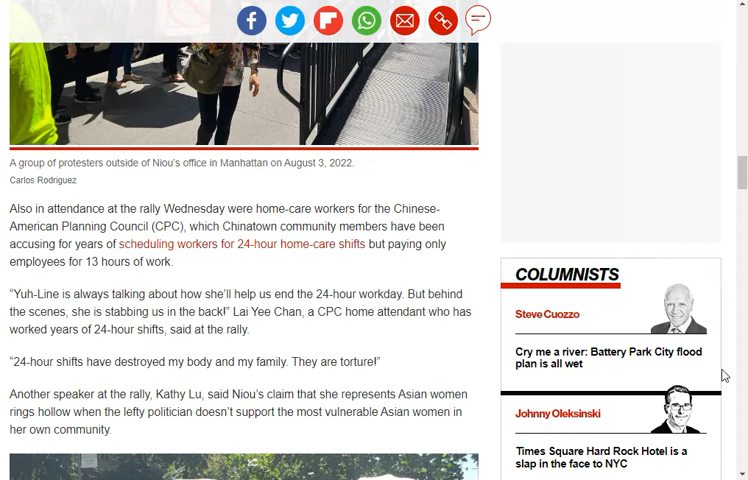 A group of protesters outside of Niou's office in Manhattan on August 3, 2022.
Carlos Rodriguez
Also in attendance at the rally Wednesday were home-care workers for the Chinese-
American Planning Council (CPC), which Chinatown community members have been
accusing for years of scheduling workers for 24-hour home-care shifts but paying only
employees for 13 hours of work.
“Yuh-Line is always talking about how she'll help us end the 24-hour workday. But behind
the scenes, she is stabbing us in the back!” Lai Yee Chan, a CPC home attendant who has
worked years of 24-hour shifts, said at the rally.
“24-hour shifts have destroyed my body and my family. They are torture!”
Another speaker at the rally, Kathy Lu, said Niou's claim that she represents Asian women
rings hollow when the lefty politician doesn't support the most vulnerable Asian women in
her own community.
COLUMNISTS
Steve Cuozzo
Cry me a river: Battery Park City flood
plan is all wet
Johnny Oleksinski
Times Square Hard Rock Hotel is a
slap in the face to NYC